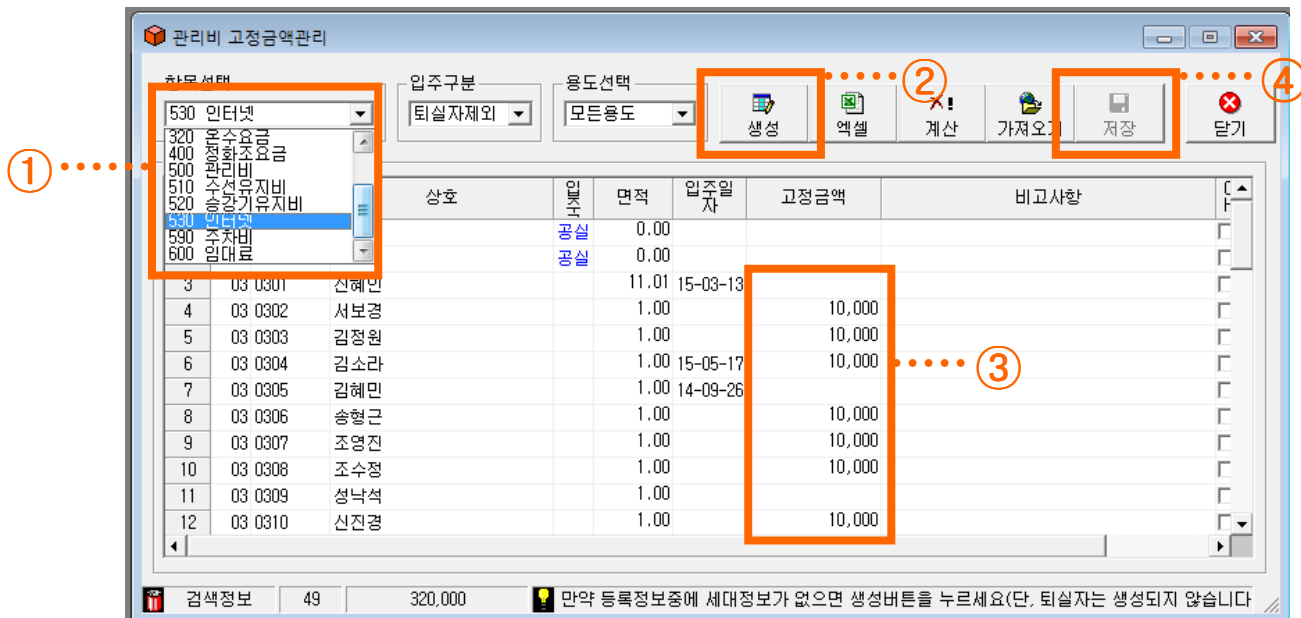 관리비 고정금액관리
항목선택 입주구분 용도선택
530 인터넷 퇴실자제외 모든용도
생성 엑셀 계산 가져오기 저장 닫기
320 온수요금
400 정화조요금
500 관리비
510 수선유지비
520 승강기유지비
530 인터넷
590 주차비
600 임대료
상호 면적 입주일자 고정금액 비고사항
공실 0.00
공실 0.00
3 03 0301 신혜인 11.01 15-03-13
4 03 0302 서보경 1.00 10,000
5 03 0303 김정원 1.00 10,000
6 03 0304 김소라 1.00 15-05-17 10,000
7 03 0305 김혜민 1.00 14-09-26
8 03 0306 송형근 1.00 10,000
9 03 0307 조영진 1.00 10,000
10 03 0308 조수정 1.00 10,000
11 03 0309 성낙석 1.00
12 03 0310 신진경 1.00 10,000
검색정보 49 320,000 만약 등록정보중에 세대정보가 없으면 생성버튼을 누르세요(단, 퇴실자는 생성되지 않습니다
①
②
③
④